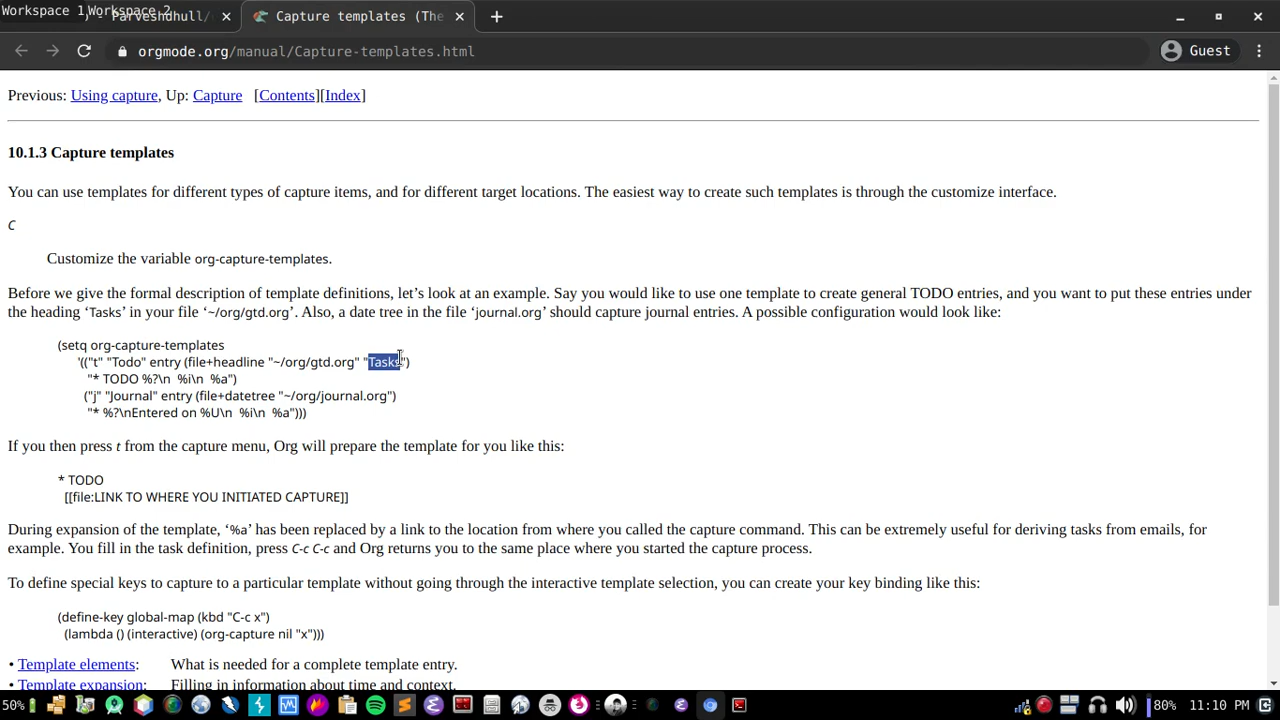 Workspace 1 Workspace 2
Parveshdhull/
Capture templates (The
orgmode.org/manual/Capture-templates.html
Guest
Previous: Using capture, Up: Capture   [Contents][Index]
10.1.3 Capture templates
You can use templates for different types of capture items, and for different target locations. The easiest way to create such templates is through the customize interface.
C
Customize the variable org-capture-templates.
Before we give the formal description of template definitions, let’s look at an example. Say you would like to use one template to create general TODO entries, and you want to put these entries under
the heading ‘Tasks’ in your file ‘~/org/gtd.org’. Also, a date tree in the file ‘journal.org’ should capture journal entries. A possible configuration would look like:
(setq org-capture-templates
'(("t" "Todo" entry (file+headline "~/org/gtd.org" "Tasks")
"* TODO %?\n  %i\n  %a")
("j" "Journal" entry (file+datetree "~/org/journal.org")
"* %?\nEntered on %U\n  %i\n  %a")))
If you then press t from the capture menu, Org will prepare the template for you like this:
* TODO
[[file:LINK TO WHERE YOU INITIATED CAPTURE]]
During expansion of the template, ‘%a’ has been replaced by a link to the location from where you called the capture command. This can be extremely useful for deriving tasks from emails, for
example. You fill in the task definition, press C-c C-c and Org returns you to the same place where you started the capture process.
To define special keys to capture to a particular template without going through the interactive template selection, you can create your key binding like this:
(define-key global-map (kbd "C-c x")
(lambda () (interactive) (org-capture nil "x")))
• Template elements:   What is needed for a complete template entry.
• Template expansion:   Filling in information about time and context.
50% 80% 11:10 PM